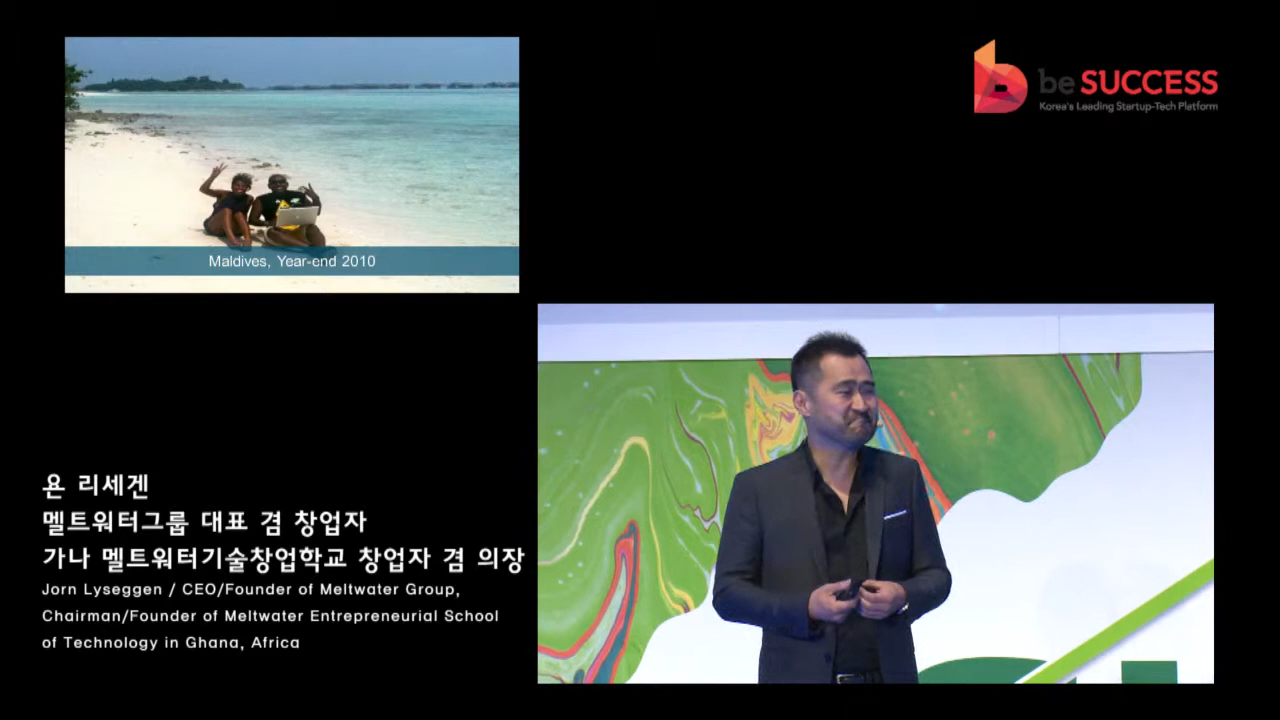 be SUCCESS
Korea's Leading Startup-Tech Platform
Maldives, Year-end 2010
욘 리세겐
멜트워터그룹 대표 겸 창업자
가나 멜트워터기술창업학교 창업자 겸 의장
Jorn Lyseggen / CEO/Founder of Meltwater Group,
Chairman/Founder of Meltwater Entrepreneurial School
of Technology in Ghana, Africa